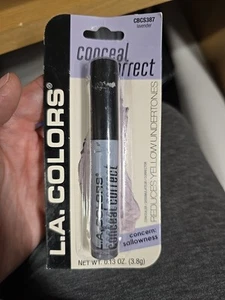 CBCS387
lavender
conceal
correct
L.A. COLORS®
REDUCES YELLOW UNDERTONES
L.A. COLORS®
conceal correct
concern:
sallowness
NET WT. 0.13 OZ. (3.8g)